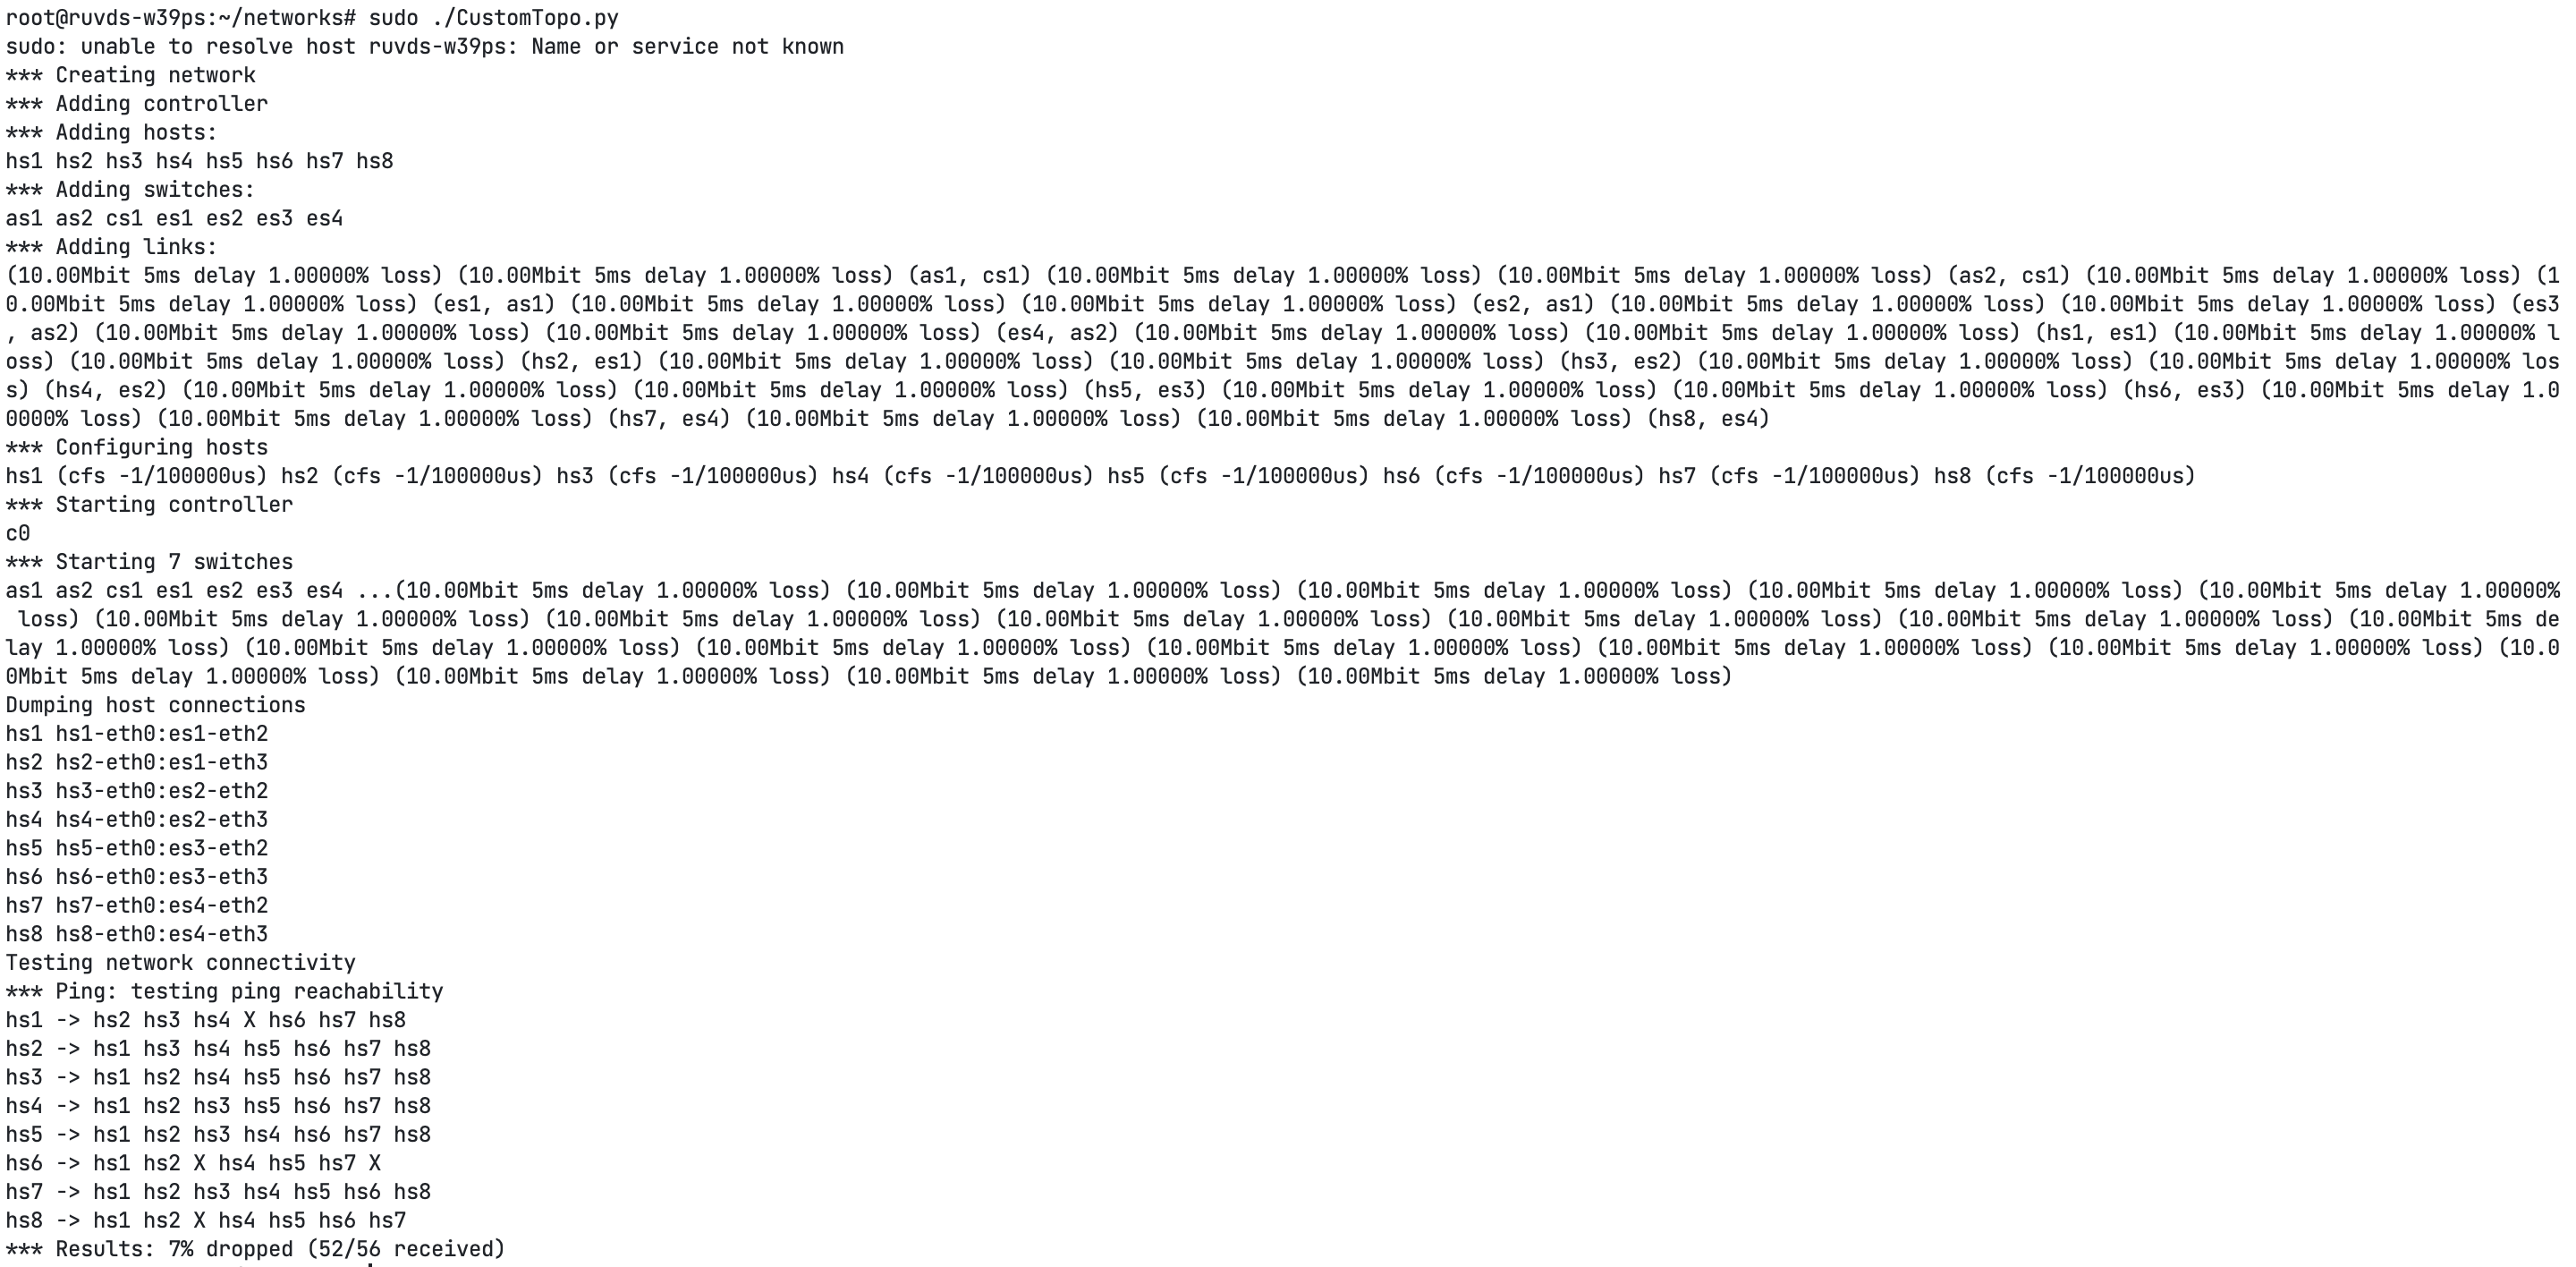 root@ruvds-w39ps:~/networks# sudo ./CustomTopo.py
sudo: unable to resolve host ruvds-w39ps: Name or service not known
*** Creating network
*** Adding controller
*** Adding hosts:
hs1 hs2 hs3 hs4 hs5 hs6 hs7 hs8
*** Adding switches:
as1 as2 cs1 es1 es2 es3 es4
*** Adding links:
(10.00Mbit 5ms delay 1.00000% loss) (10.00Mbit 5ms delay 1.00000% loss) (as1, cs1) (10.00Mbit 5ms delay 1.00000% loss) (10.00Mbit 5ms delay 1.00000% loss) (as2, cs1) (10.00Mbit 5ms delay 1.00000% loss) (1
0.00Mbit 5ms delay 1.00000% loss) (es1, as1) (10.00Mbit 5ms delay 1.00000% loss) (10.00Mbit 5ms delay 1.00000% loss) (es2, as1) (10.00Mbit 5ms delay 1.00000% loss) (10.00Mbit 5ms delay 1.00000% loss) (es3
, as2) (10.00Mbit 5ms delay 1.00000% loss) (10.00Mbit 5ms delay 1.00000% loss) (es4, as2) (10.00Mbit 5ms delay 1.00000% loss) (10.00Mbit 5ms delay 1.00000% loss) (hs1, es1) (10.00Mbit 5ms delay 1.00000% l
oss) (10.00Mbit 5ms delay 1.00000% loss) (hs2, es1) (10.00Mbit 5ms delay 1.00000% loss) (10.00Mbit 5ms delay 1.00000% loss) (hs3, es2) (10.00Mbit 5ms delay 1.00000% loss) (10.00Mbit 5ms delay 1.00000% los
s) (hs4, es2) (10.00Mbit 5ms delay 1.00000% loss) (10.00Mbit 5ms delay 1.00000% loss) (hs5, es3) (10.00Mbit 5ms delay 1.00000% loss) (10.00Mbit 5ms delay 1.00000% loss) (hs6, es3) (10.00Mbit 5ms delay 1.0
0000% loss) (10.00Mbit 5ms delay 1.00000% loss) (hs7, es4) (10.00Mbit 5ms delay 1.00000% loss) (10.00Mbit 5ms delay 1.00000% loss) (hs8, es4)
*** Configuring hosts
hs1 (cfs -1/100000us) hs2 (cfs -1/100000us) hs3 (cfs -1/100000us) hs4 (cfs -1/100000us) hs5 (cfs -1/100000us) hs6 (cfs -1/100000us) hs7 (cfs -1/100000us) hs8 (cfs -1/100000us)
*** Starting controller
c0
*** Starting 7 switches
as1 as2 cs1 es1 es2 es3 es4 ...(10.00Mbit 5ms delay 1.00000% loss) (10.00Mbit 5ms delay 1.00000% loss) (10.00Mbit 5ms delay 1.00000% loss) (10.00Mbit 5ms delay 1.00000% loss) (10.00Mbit 5ms delay 1.00000%
 loss) (10.00Mbit 5ms delay 1.00000% loss) (10.00Mbit 5ms delay 1.00000% loss) (10.00Mbit 5ms delay 1.00000% loss) (10.00Mbit 5ms delay 1.00000% loss) (10.00Mbit 5ms delay 1.00000% loss) (10.00Mbit 5ms de
lay 1.00000% loss) (10.00Mbit 5ms delay 1.00000% loss) (10.00Mbit 5ms delay 1.00000% loss) (10.00Mbit 5ms delay 1.00000% loss) (10.00Mbit 5ms delay 1.00000% loss) (10.00Mbit 5ms delay 1.00000% loss) (10.0
0Mbit 5ms delay 1.00000% loss) (10.00Mbit 5ms delay 1.00000% loss) (10.00Mbit 5ms delay 1.00000% loss) (10.00Mbit 5ms delay 1.00000% loss)
Dumping host connections
hs1 hs1-eth0:es1-eth2
hs2 hs2-eth0:es1-eth3
hs3 hs3-eth0:es2-eth2
hs4 hs4-eth0:es2-eth3
hs5 hs5-eth0:es3-eth2
hs6 hs6-eth0:es3-eth3
hs7 hs7-eth0:es4-eth2
hs8 hs8-eth0:es4-eth3
Testing network connectivity
*** Ping: testing ping reachability
hs1 -> hs2 hs3 hs4 X hs6 hs7 hs8
hs2 -> hs1 hs3 hs4 hs5 hs6 hs7 hs8
hs3 -> hs1 hs2 hs4 hs5 hs6 hs7 hs8
hs4 -> hs1 hs2 hs3 hs5 hs6 hs7 hs8
hs5 -> hs1 hs2 hs3 hs4 hs6 hs7 hs8
hs6 -> hs1 hs2 X hs4 hs5 hs7 X
hs7 -> hs1 hs2 hs3 hs4 hs5 hs6 hs8
hs8 -> hs1 hs2 X hs4 hs5 hs6 hs7
*** Results: 7% dropped (52/56 received)